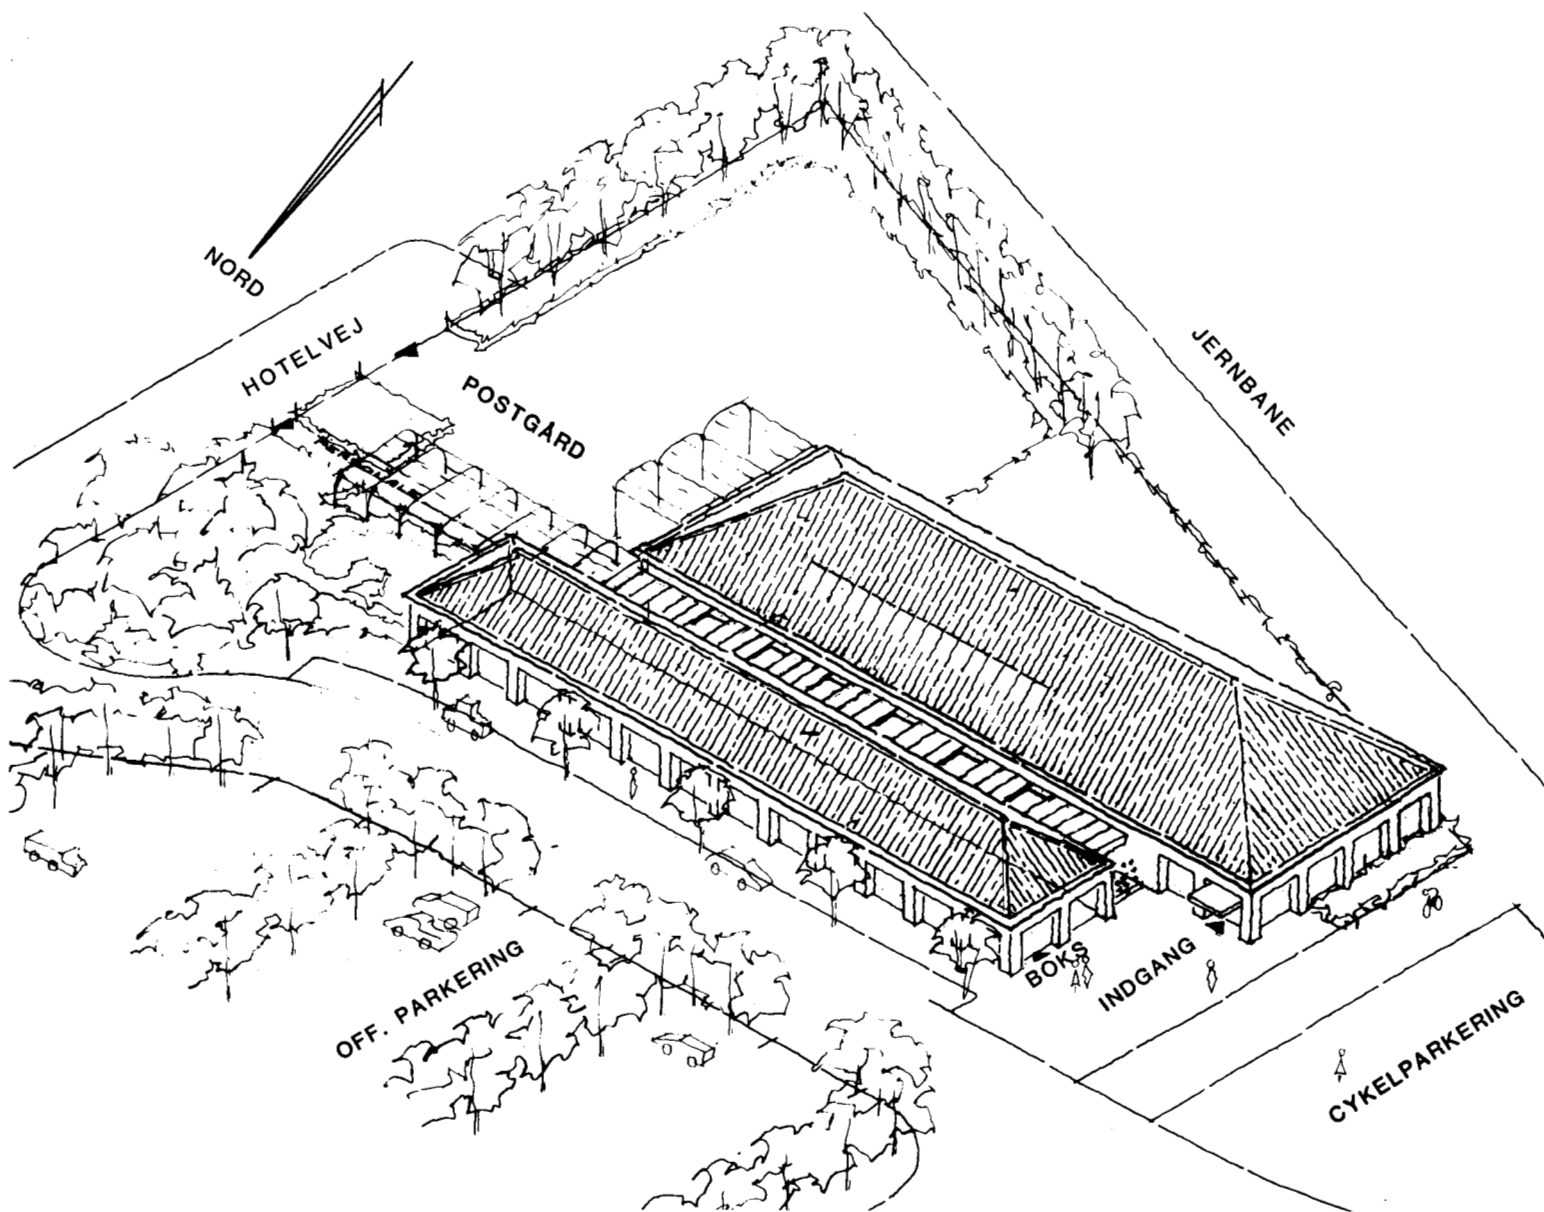 NORD
HOTELVEJ
POSTGÅRD
JERNBANE
OFF. PARKERING
BOKS
INDGANG
CYKELPARKERING